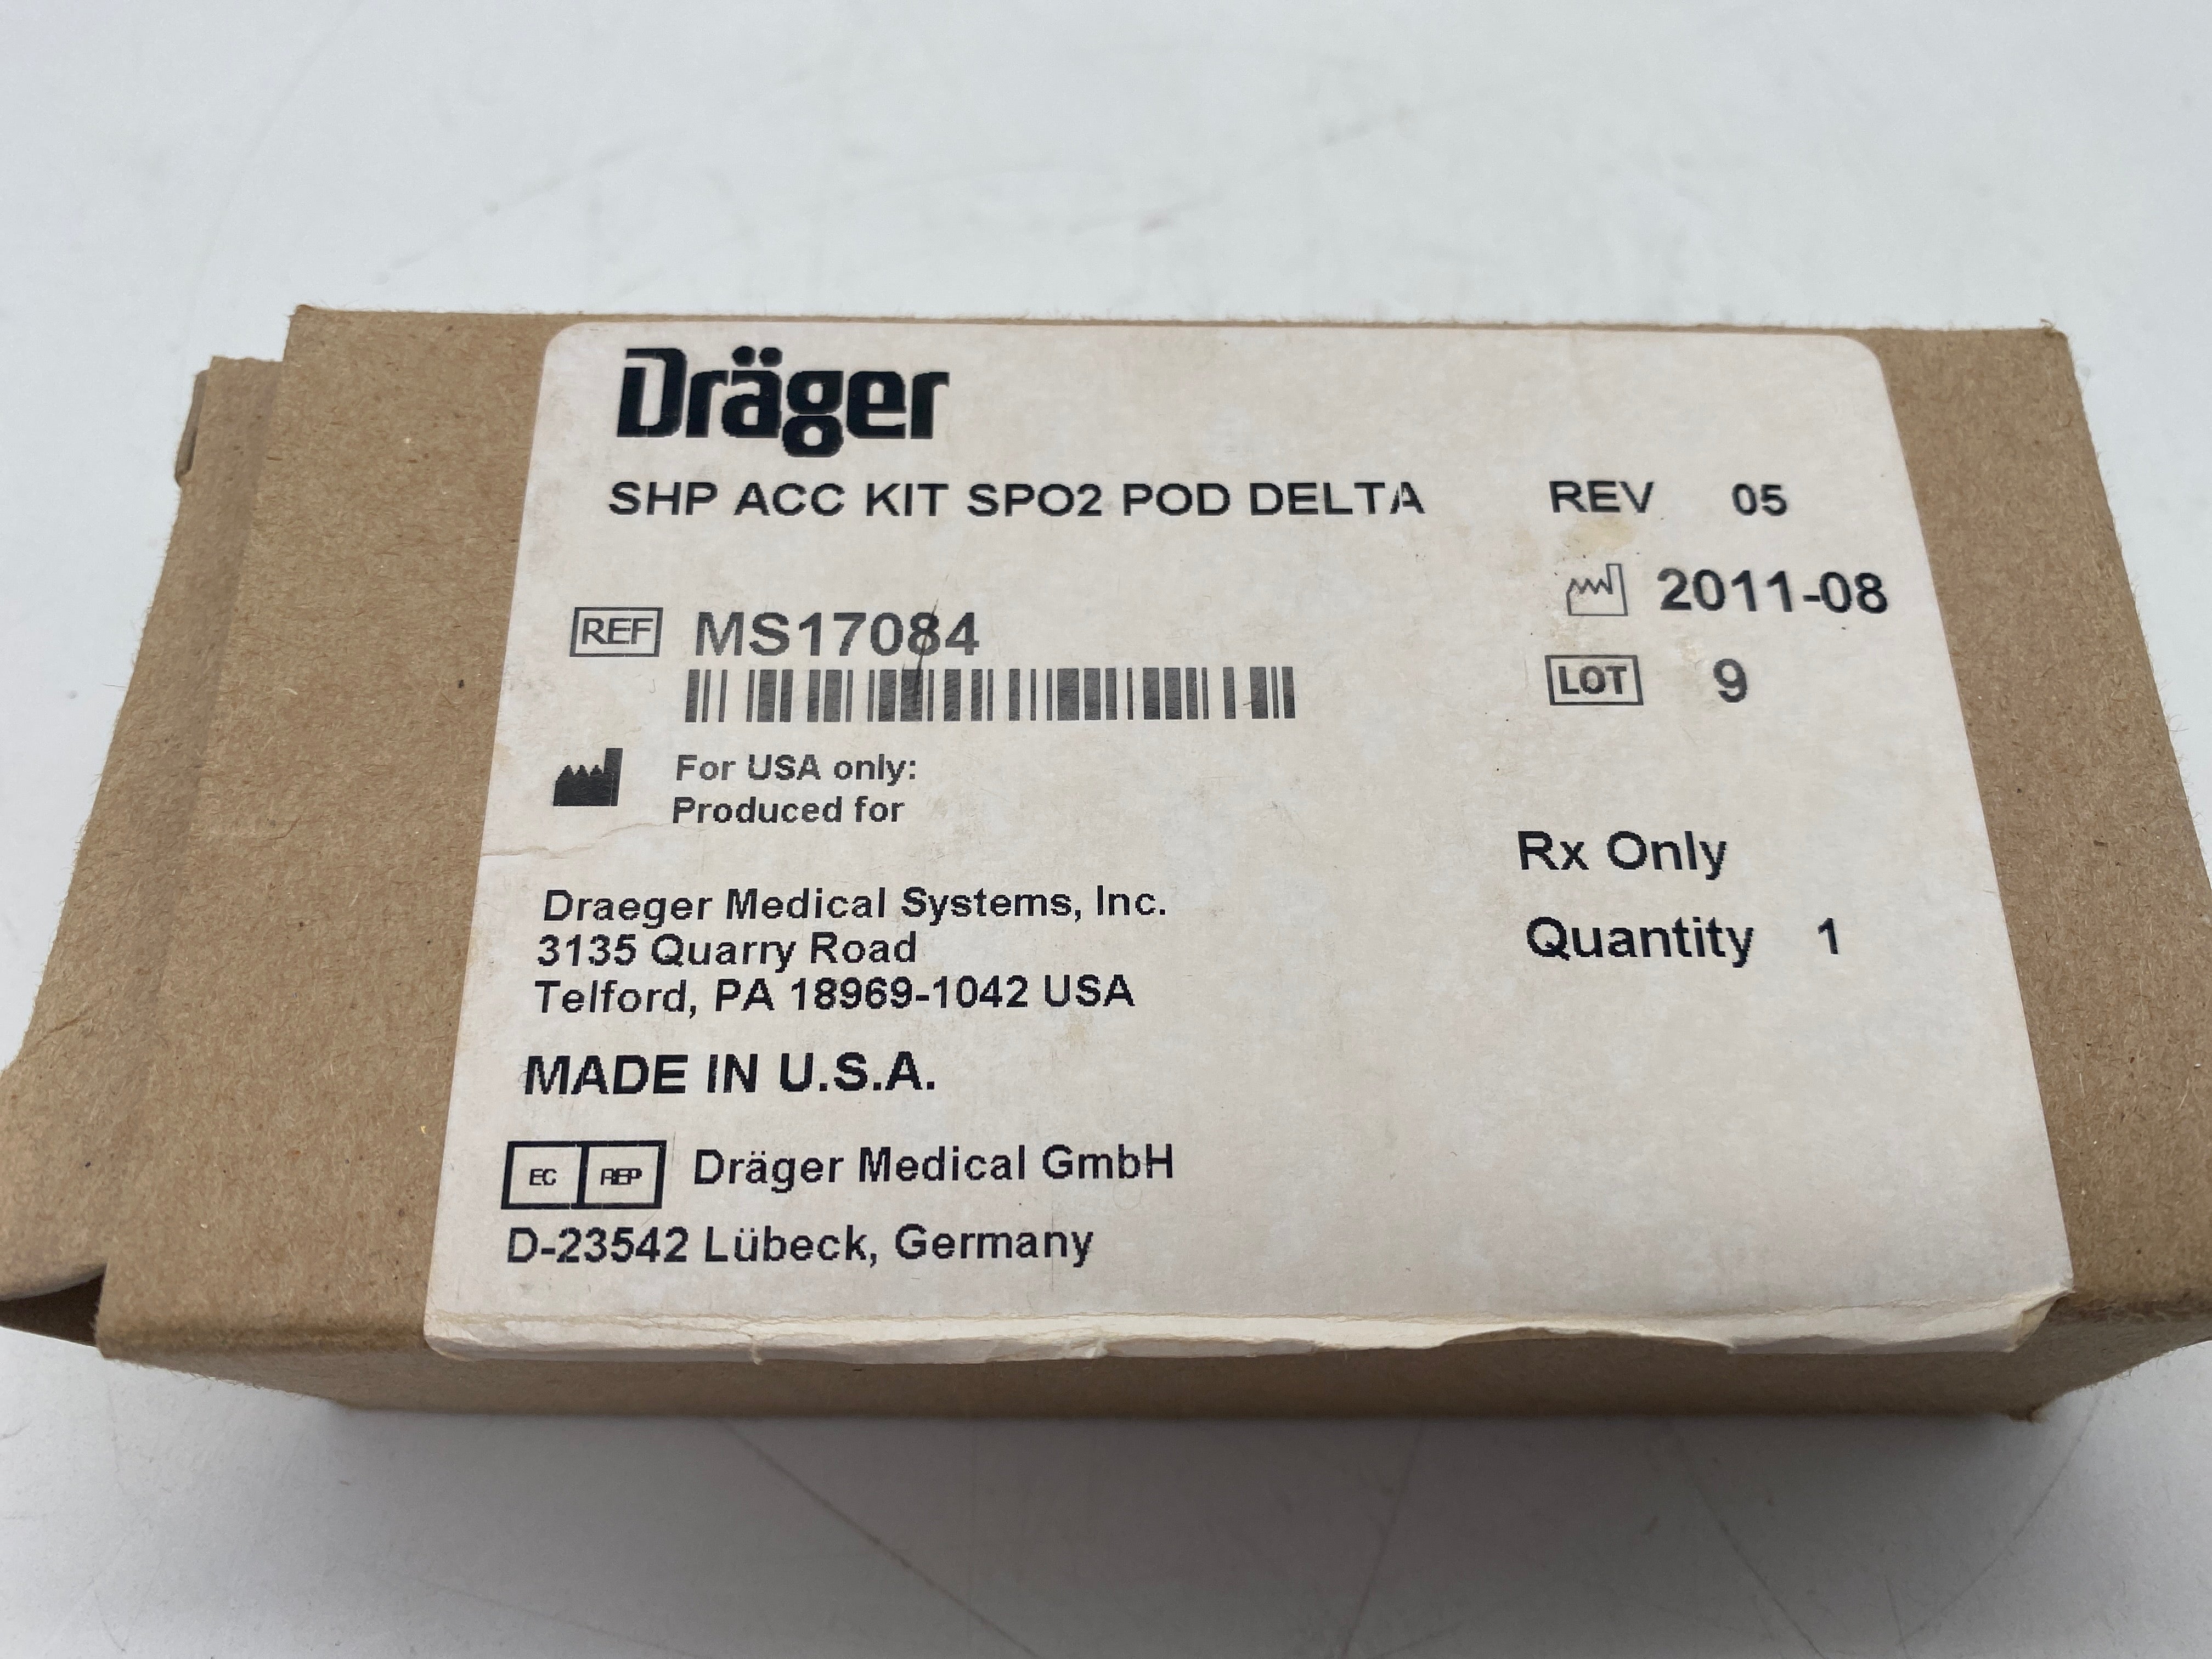 Dräger
SHP ACC KIT SPO2 POD DELTA REV 05
2011-08
REF MS17084
LOT 9
For USA only:
Produced for
Rx Only
Draeger Medical Systems, Inc.
3135 Quarry Road
Quantity 1
Telford, PA 18969-1042 USA
MADE IN U.S.A.
EC REP Dräger Medical GmbH
D-23542 Lübeck, Germany